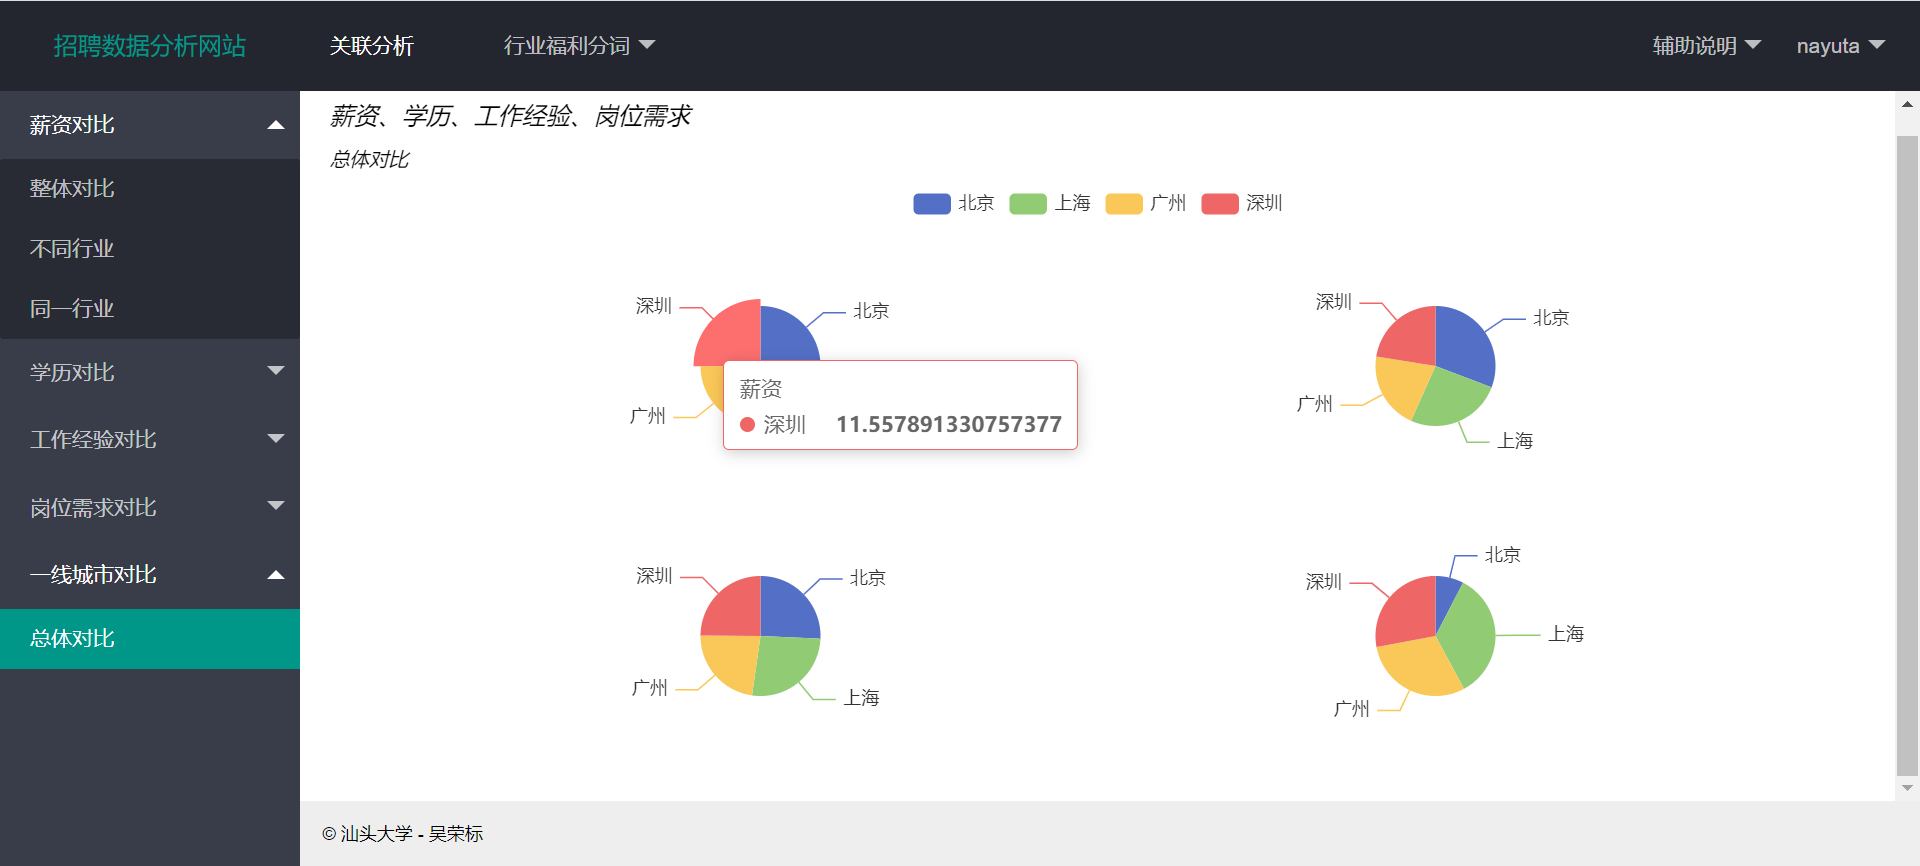 招聘数据分析网站
关联分析
行业福利分词
辅助说明
nayuta
薪资对比
整体对比
不同行业
同一行业
学历对比
工作经验对比
岗位需求对比
一线城市对比
总体对比
薪资、学历、工作经验、岗位需求
总体对比
北京 上海 广州 深圳
深圳
北京
广州
薪资
深圳 11.557891330757377
深圳
北京
广州
上海
深圳
北京
广州
上海
北京
深圳
上海
广州
© 汕头大学 - 吴荣标